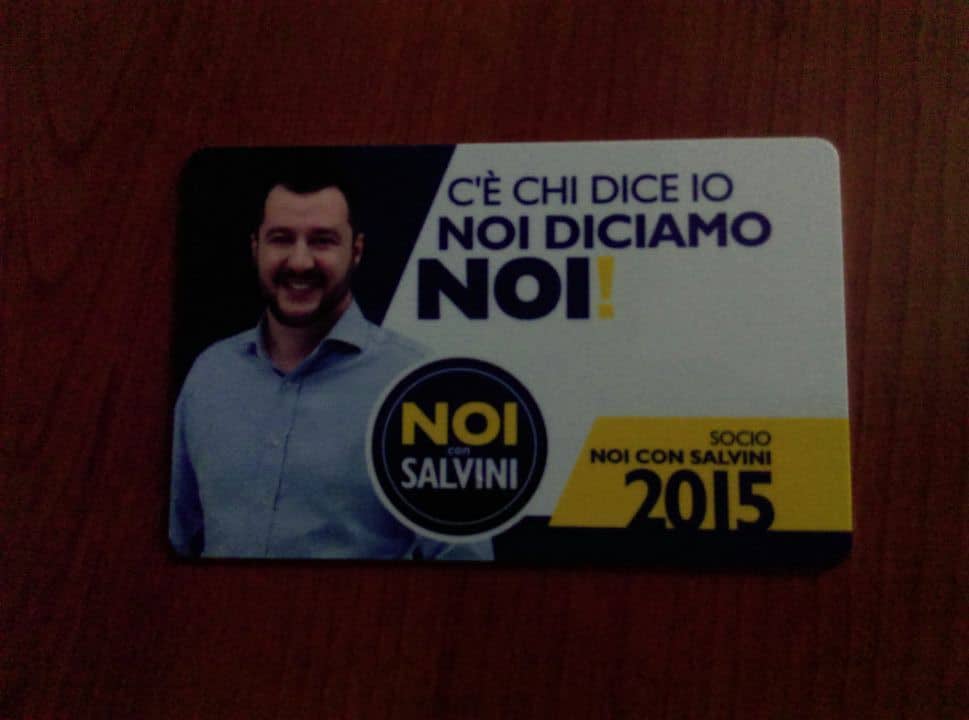 C'È CHI DICE IO
NOI DICIAMO
NOI!
NOI
con
SALVINI
SOCIO
NOI CON SALVINI
2015